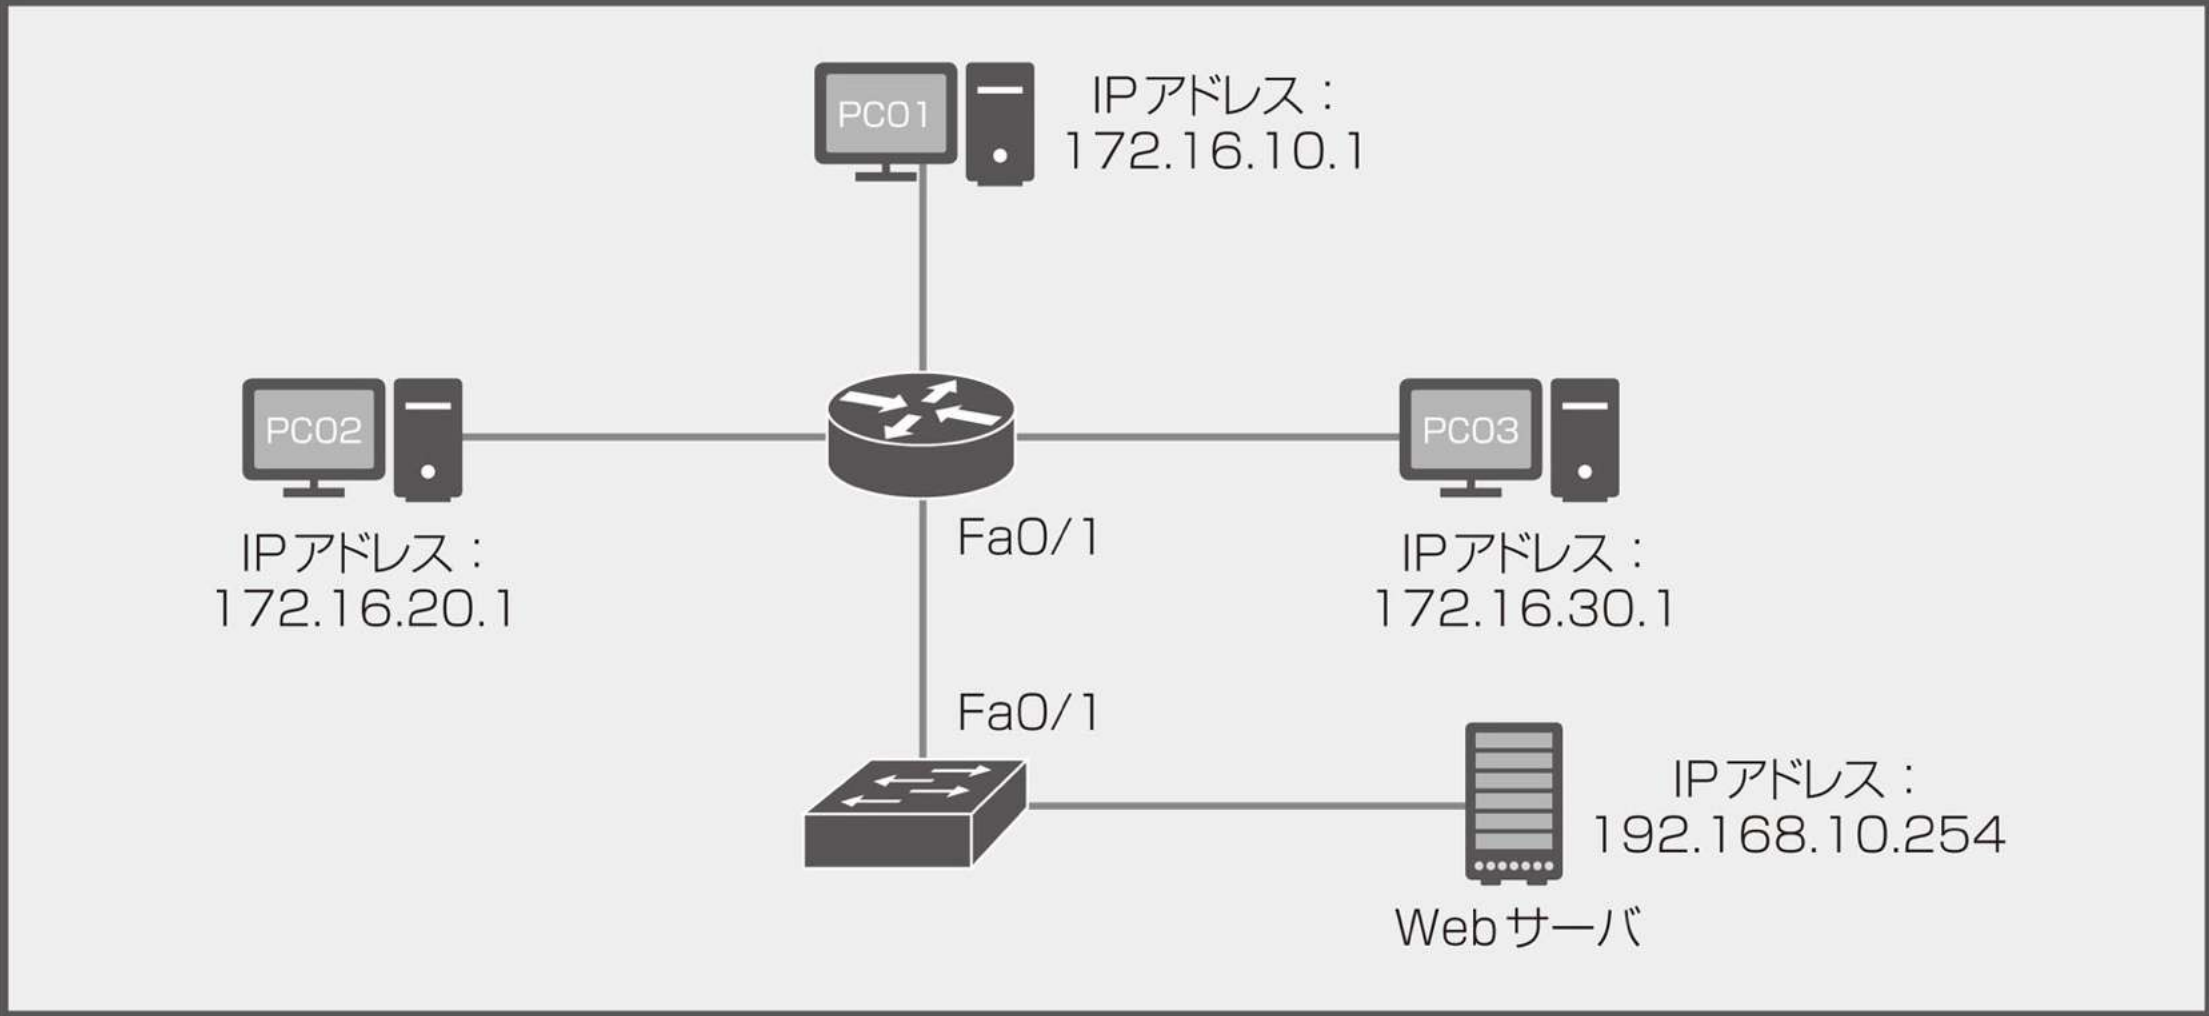 PC01
IPアドレス：
172.16.10.1
PC02
IPアドレス：
172.16.20.1
PC03
IPアドレス：
172.16.30.1
Fa0/1
Fa0/1
IPアドレス：
192.168.10.254
Webサーバ